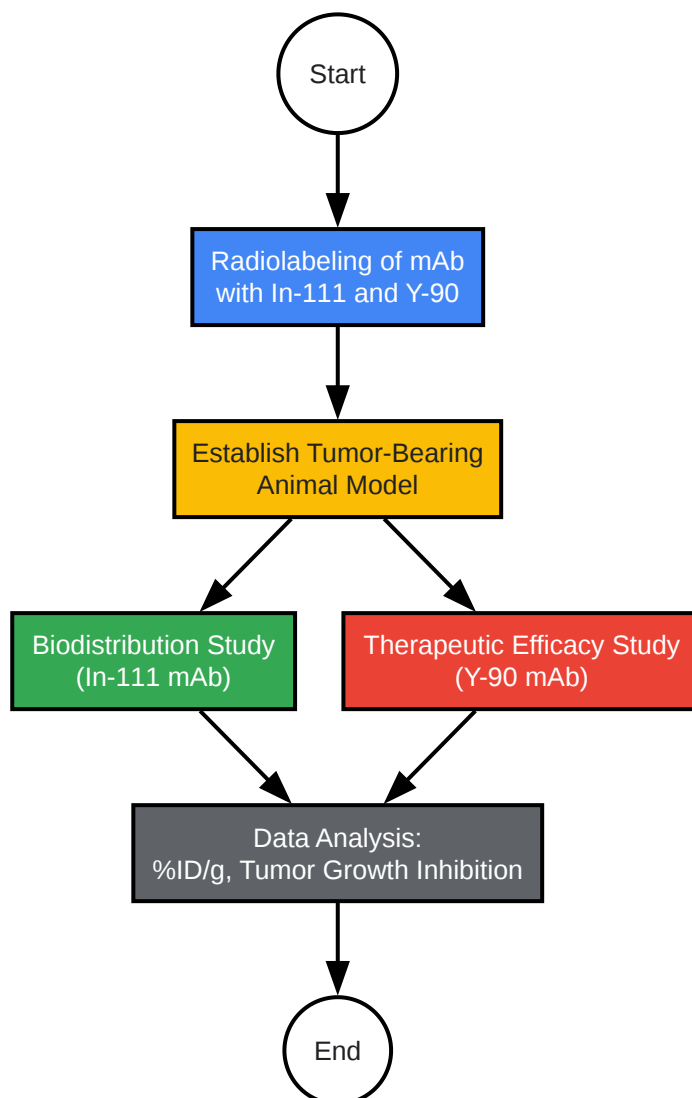 Start
Radiolabeling of mAb
with In-111 and Y-90
Establish Tumor-Bearing
Animal Model
Biodistribution Study
(In-111 mAb)
Therapeutic Efficacy Study
(Y-90 mAb)
Data Analysis:
%ID/g, Tumor Growth Inhibition
End